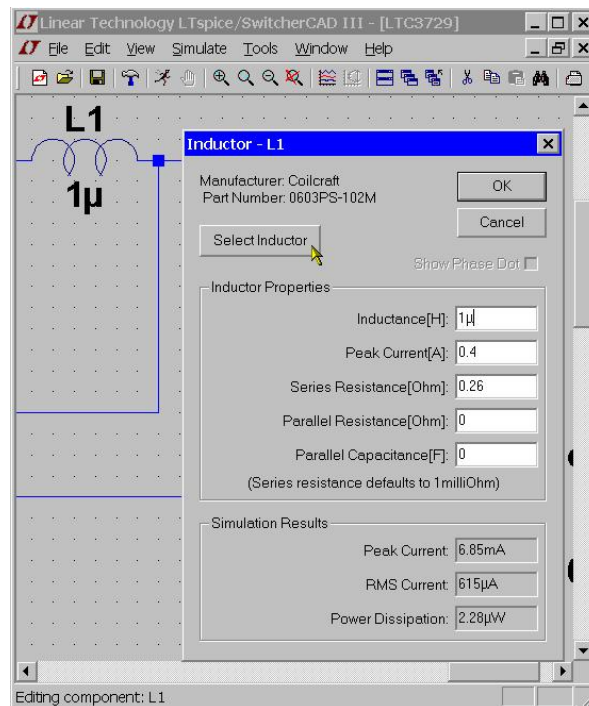 Linear Technology LTspice/SwitcherCAD III - [LTC3729]
File Edit View Simulate Tools Window Help
L1
1µ
Inductor - L1
Manufacturer: Coilcraft
Part Number: 0603PS-102M
OK
Cancel
Select Inductor
Show Phase Dot
Inductor Properties
Inductance[H]: 1µ
Peak Current[A]: 0.4
Series Resistance[Ohm]: 0.26
Parallel Resistance[Ohm]: 0
Parallel Capacitance[F]: 0
(Series resistance defaults to 1milliOhm)
Simulation Results
Peak Current: 6.85mA
RMS Current: 615µA
Power Dissipation: 2.28µW
Editing component: L1